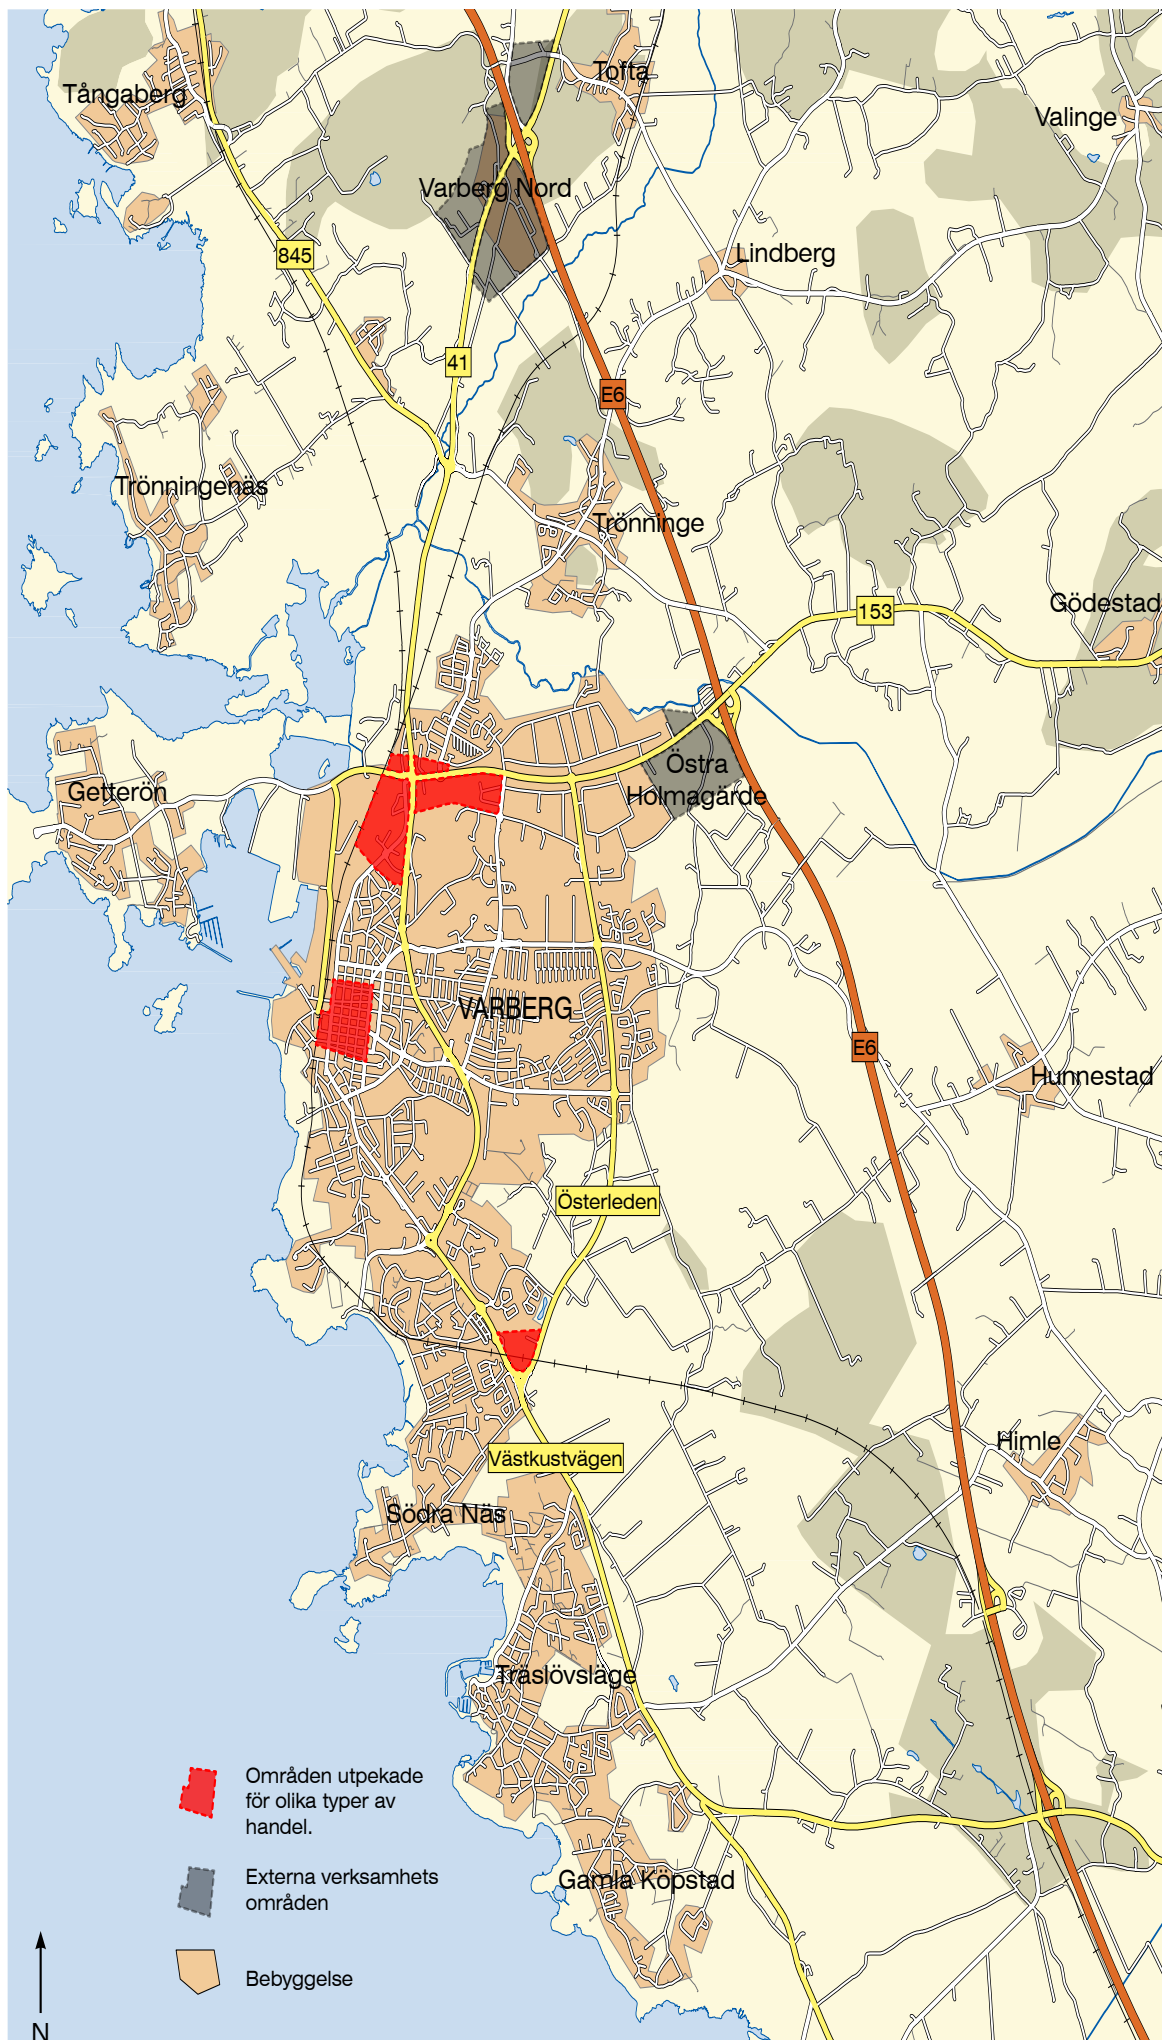 Tofta
Tångaberg
Valinge
Varberg Nord
Lindberg
845
41
E6
Trönningenäs
Trönninge
Gödestad
153
Östra
Holmagärde
Getterön
VARBERG
E6
Hunnestad
Österleden
Himle
Västkustvägen
Södra Näs
Träslövsläge
Områden utpekade
för olika typer av
handel.
Externa verksamhets
områden
Gamla Köpstad
Bebyggelse
N